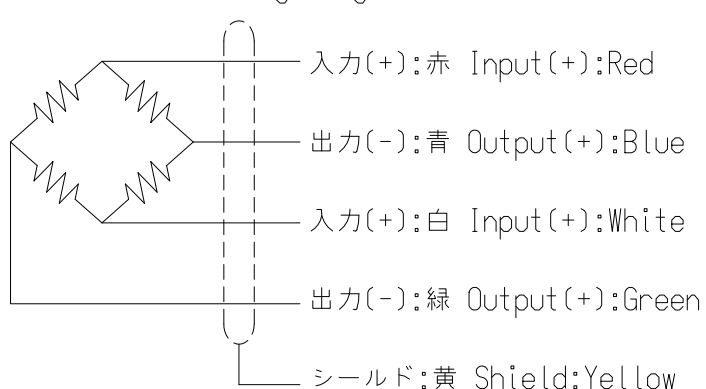 入力(+):赤 Input(+):Red
出力(-):青 Output(+):Blue
入力(+):白 Input(+):White
出力(-):緑 Output(+):Green
シールド:黄 Shield:Yellow